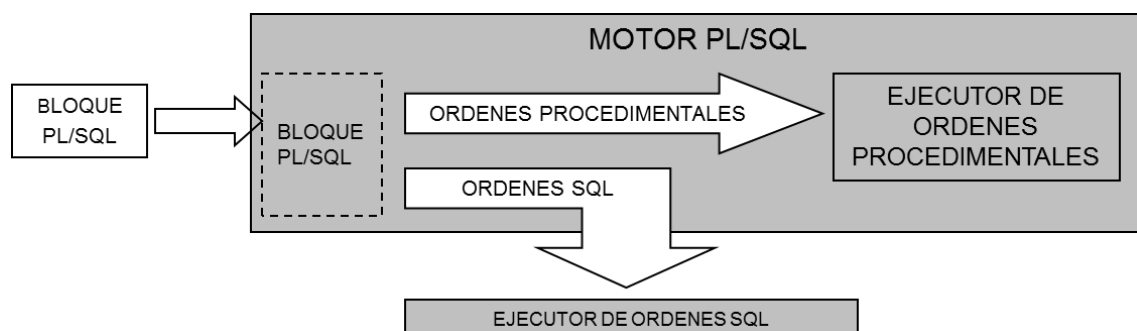 MOTOR PL/SQL
BLOQUE
PL/SQL
BLOQUE
PL/SQL
ORDENES PROCEDIMENTALES
EJECUTOR DE
ORDENES
PROCEDIMENTALES
ORDENES SQL
EJECUTOR DE ORDENES SQL